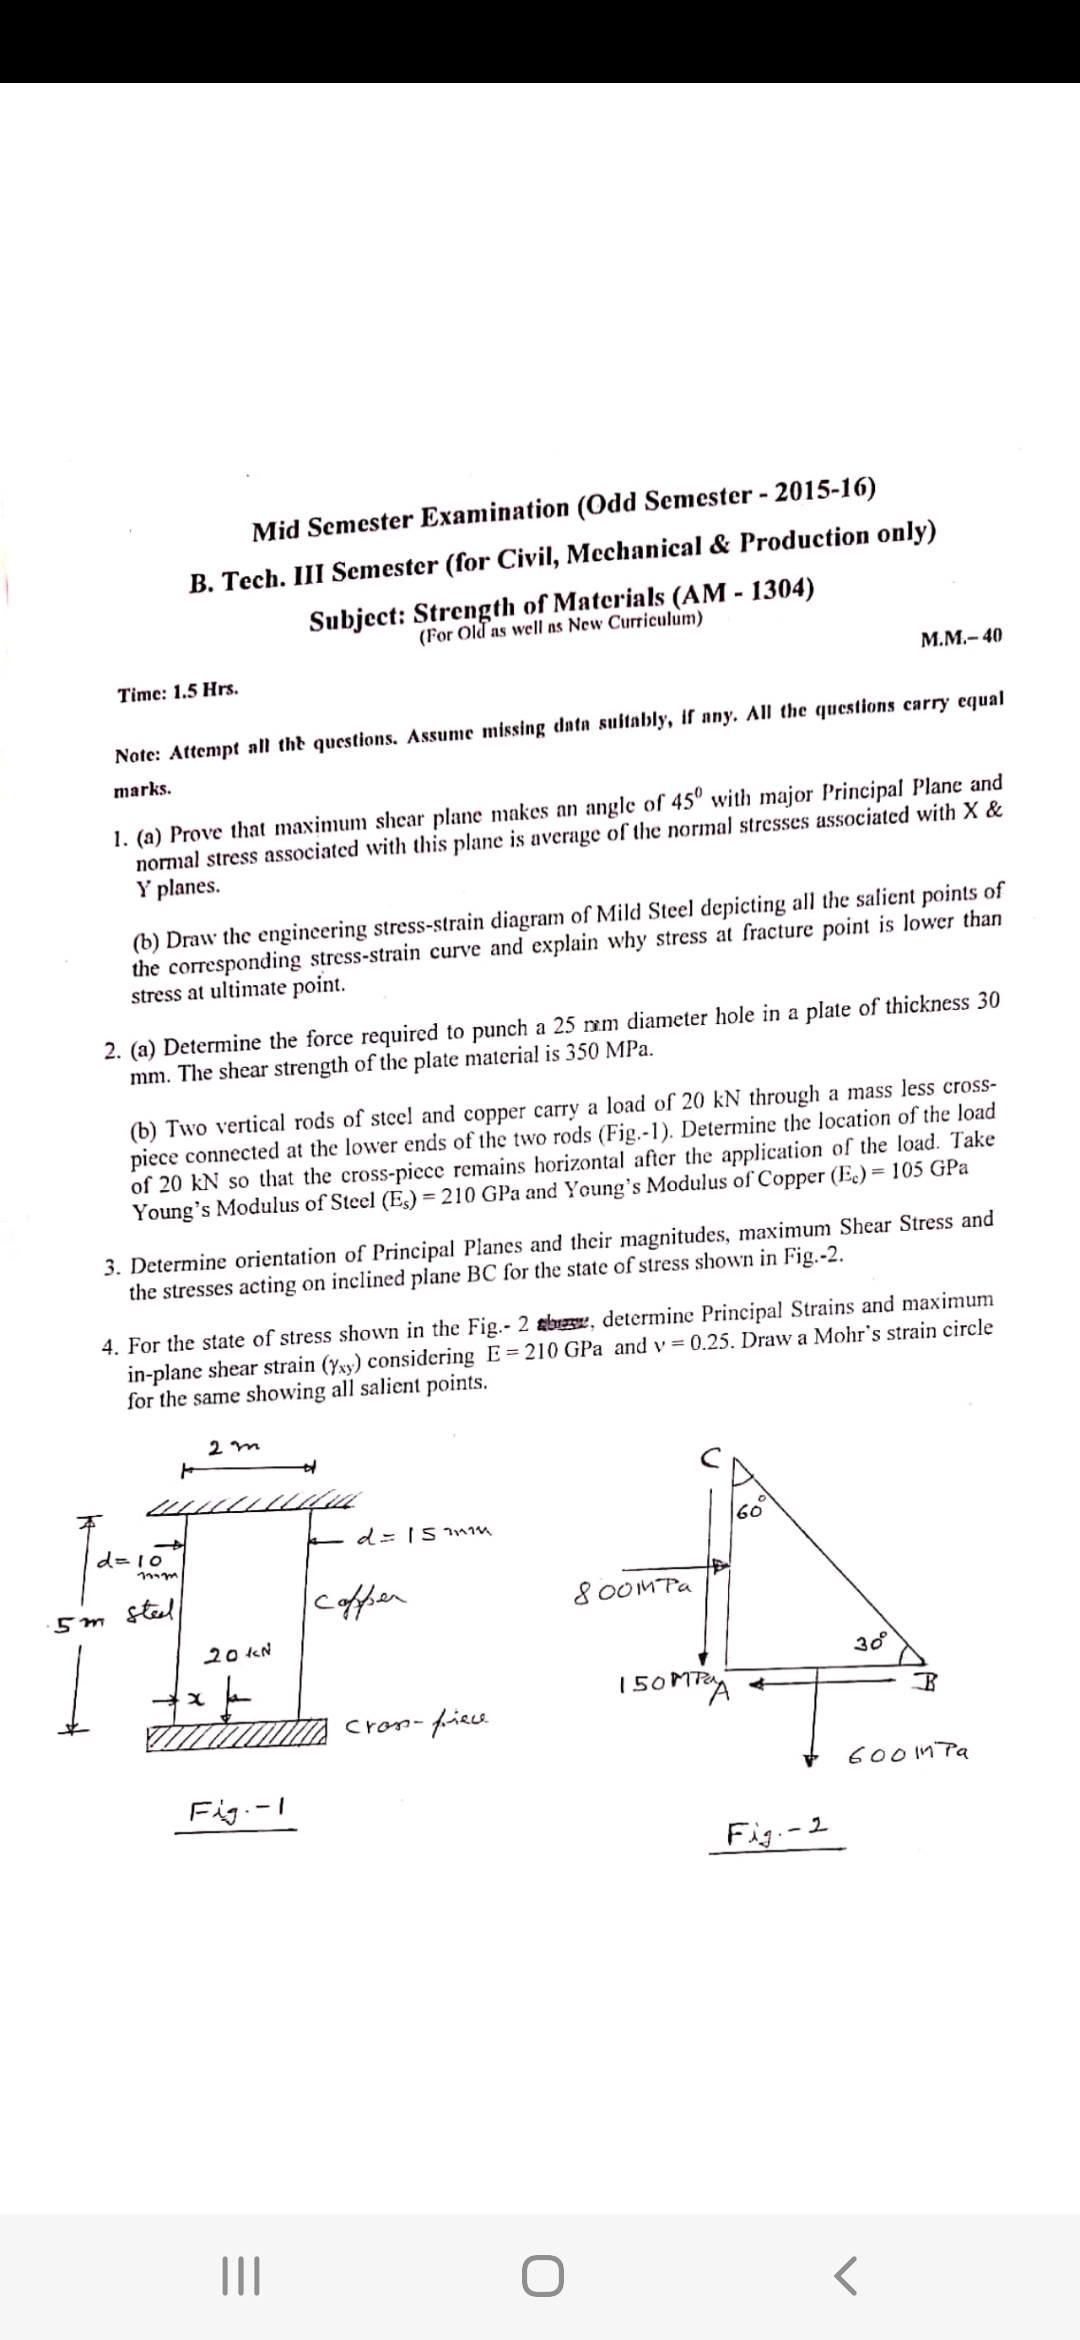 Mid Semester Examination (Odd Semester - 2015-16)
B. Tech. III Semester (for Civil, Mechanical & Production only)
Subject: Strength of Materials (AM - 1304)
(For Old as well as New Curriculum)
M.M.– 40
Time: 1.5 Hrs.
Note: Attempt all the questions. Assume missing data suitably, if any. All the questions carry equal
marks.
1. (a) Prove that maximum shear plane makes an angle of 45⁰ with major Principal Plane and
normal stress associated with this plane is average of the normal stresses associated with X &
Y planes.
(b) Draw the engineering stress-strain diagram of Mild Steel depicting all the salient points of
the corresponding stress-strain curve and explain why stress at fracture point is lower than
stress at ultimate point.
2. (a) Determine the force required to punch a 25 mm diameter hole in a plate of thickness 30
mm. The shear strength of the plate material is 350 MPa.
(b) Two vertical rods of steel and copper carry a load of 20 kN through a mass less cross-
piece connected at the lower ends of the two rods (Fig.-1). Determine the location of the load
of 20 kN so that the cross-piece remains horizontal after the application of the load. Take
Young's Modulus of Steel (Es) = 210 GPa and Young's Modulus of Copper (Ec) = 105 GPa
3. Determine orientation of Principal Planes and their magnitudes, maximum Shear Stress and
the stresses acting on inclined plane BC for the state of stress shown in Fig.-2.
4. For the state of stress shown in the Fig.- 2 , determine Principal Strains and maximum
in-plane shear strain (γxy) considering E = 210 GPa and ν = 0.25. Draw a Mohr's strain circle
for the same showing all salient points.
2 m
d = 15 mm
d = 10
mm
copper
5 m
steel
20 kN
x
cross-piece
Fig.-1
C
60°
800MPa
30°
150MPa
A
B
600MPa
Fig.-2